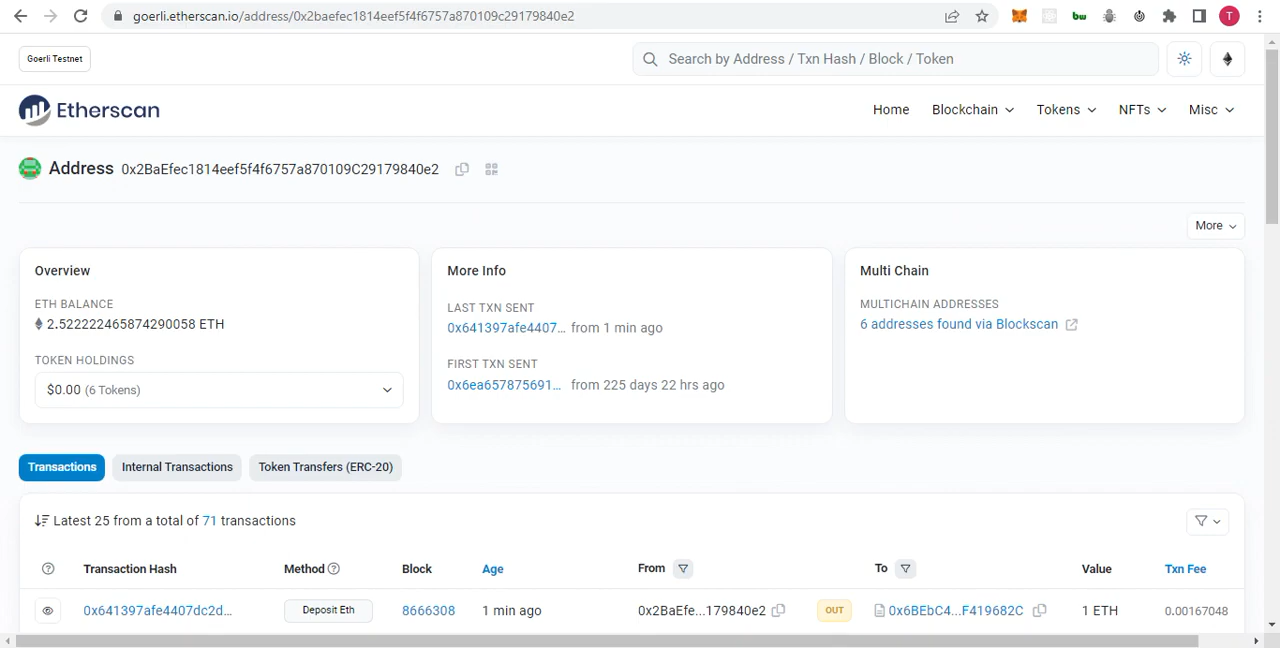 goerli.etherscan.io/address/0x2baefec1814eef5f4f6757a870109c29179840e2
bw
T
Goerli Testnet
Search by Address / Txn Hash / Block / Token
Etherscan
Home Blockchain Tokens NFTs Misc
Address 0x2BaEfec1814eef5f4f6757a870109C29179840e2
More
Overview
ETH BALANCE
2.522222465874290058 ETH
TOKEN HOLDINGS
$0.00 (6 Tokens)
More Info
LAST TXN SENT
0x641397afe4407... from 1 min ago
FIRST TXN SENT
0x6ea657875691... from 225 days 22 hrs ago
Multi Chain
MULTICHAIN ADDRESSES
6 addresses found via Blockscan
Transactions Internal Transactions Token Transfers (ERC-20)
Latest 25 from a total of 71 transactions
Transaction Hash Method Block Age From To Value Txn Fee
0x641397afe4407dc2d... Deposit Eth 8666308 1 min ago 0x2BaEfe...179840e2 OUT 0x6BEbC4...F419682C 1 ETH 0.00167048